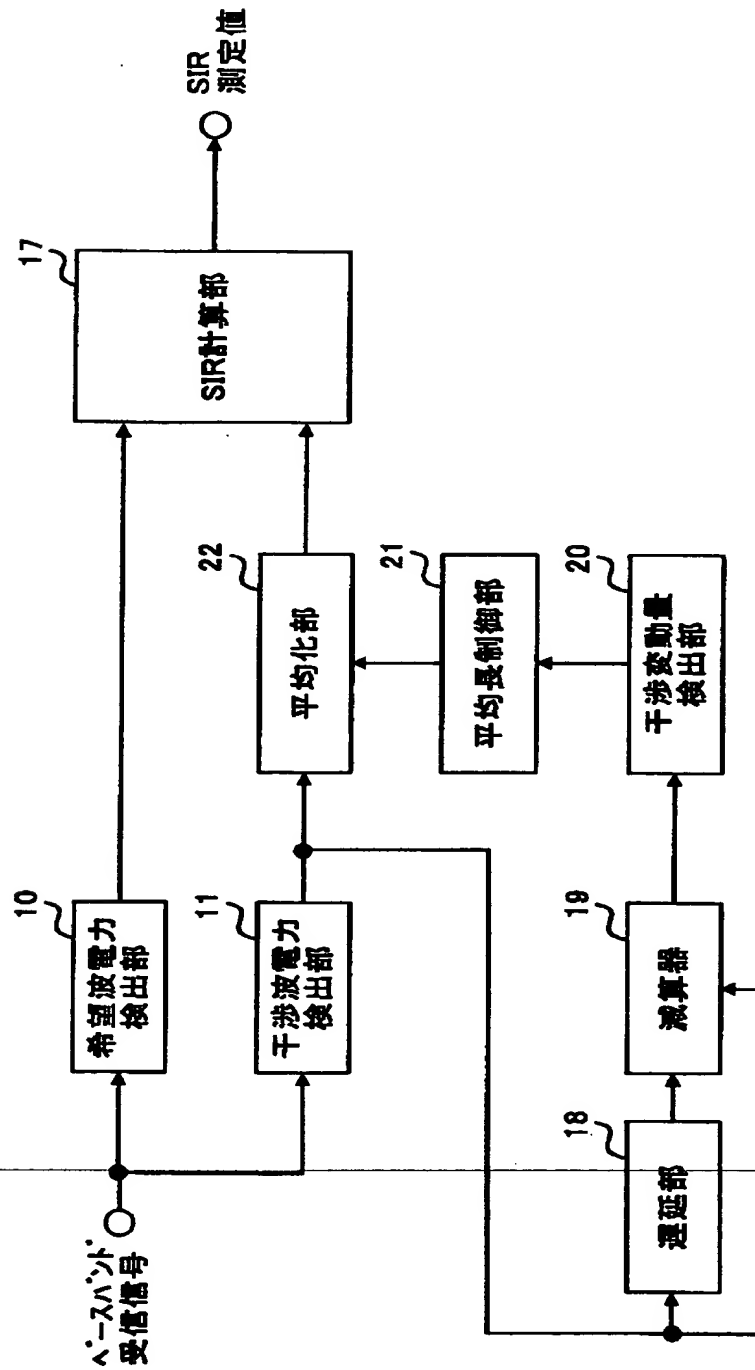 ﾍﾞｰｽﾊﾞﾝﾄﾞ
受信信号
10
希望波電力
検出部
17
SIR計算部
SIR
測定値
11
干渉波電力
検出部
22
平均化部
21
平均長制御部
18
遅延部
19
減算器
20
干渉変動量
検出部